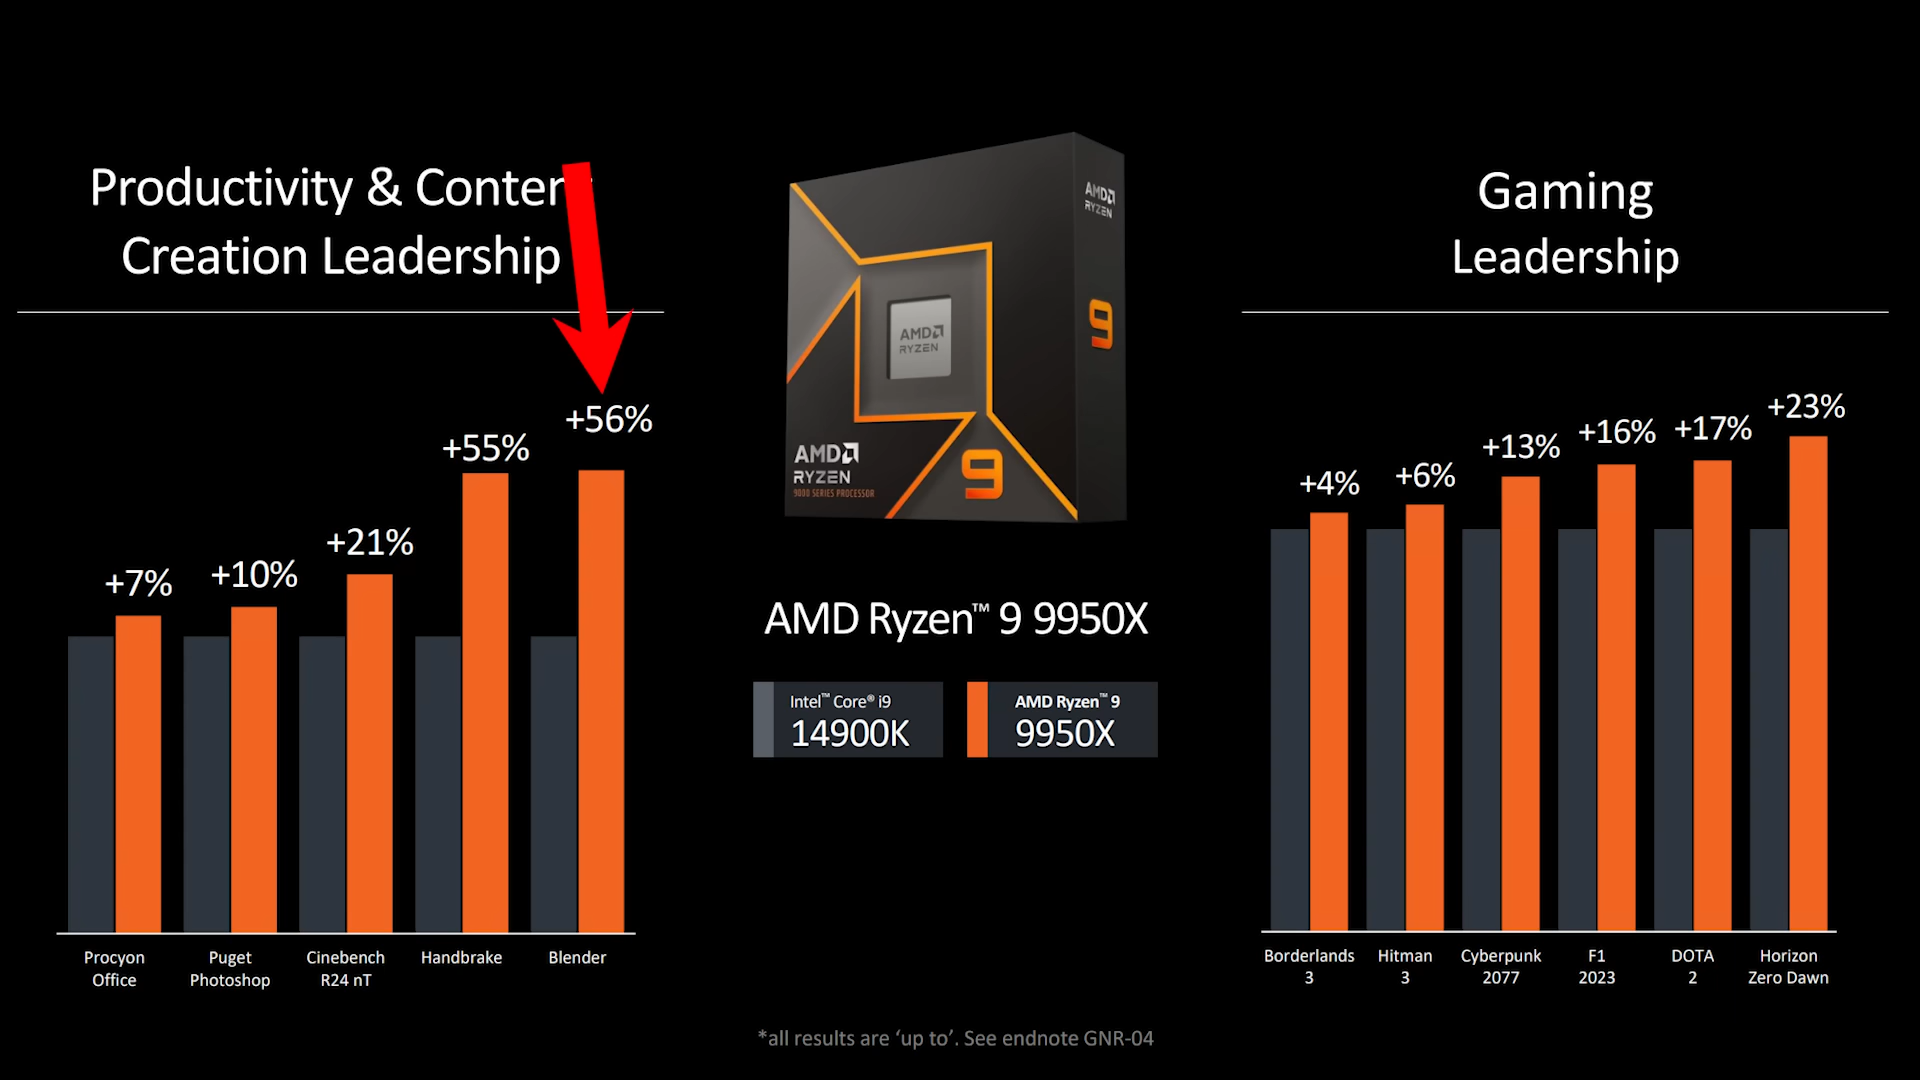 Productivity & Conten
Creation Leadership
+7%
+10%
+21%
+55%
+56%
Procyon
Office
Puget
Photoshop
Cinebench
R24 nT
Handbrake
Blender
AMD
RYZEN
9
AMD
RYZEN
AMD
RYZEN
9000 SERIES PROCESSOR
9
AMD Ryzen™ 9 9950X
Intel™ Core® i9
14900K
AMD Ryzen™ 9
9950X
Gaming
Leadership
+4%
+6%
+13%
+16%
+17%
+23%
Borderlands
3
Hitman
3
Cyberpunk
2077
F1
2023
DOTA
2
Horizon
Zero Dawn
*all results are ‘up to’. See endnote GNR-04